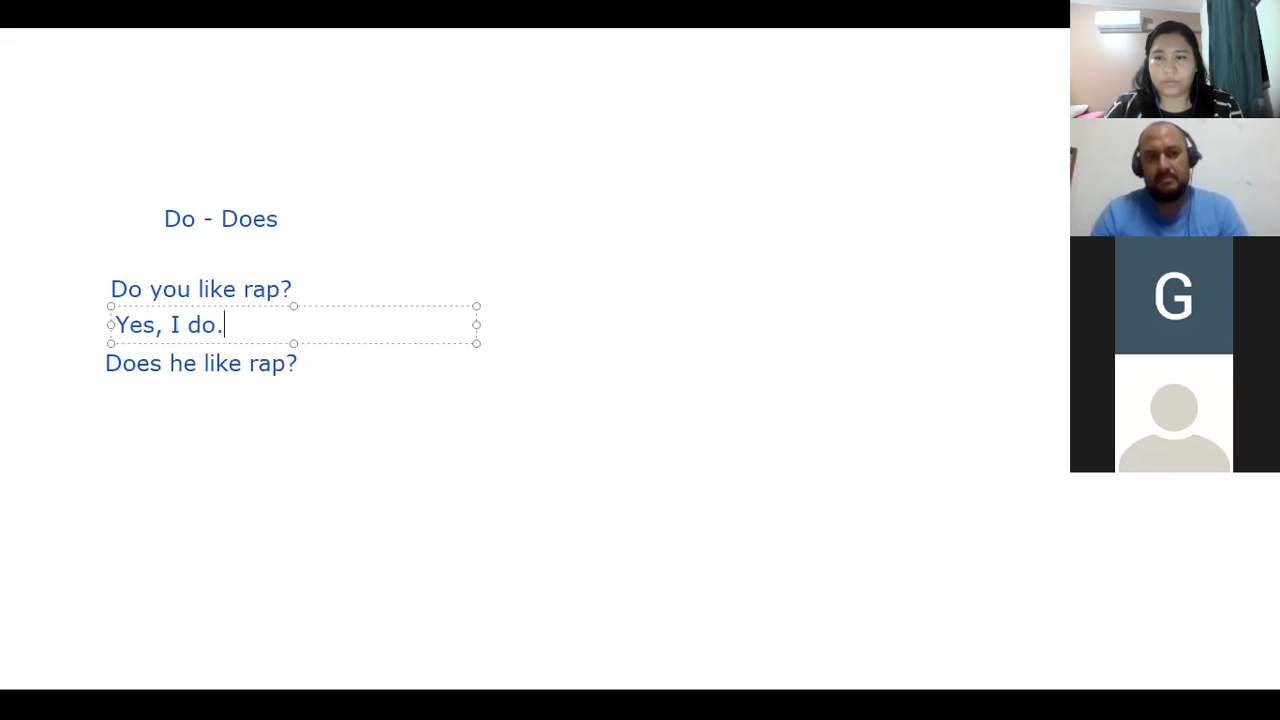 Do - Does
Do you like rap?
Yes, I do.
Does he like rap?
G